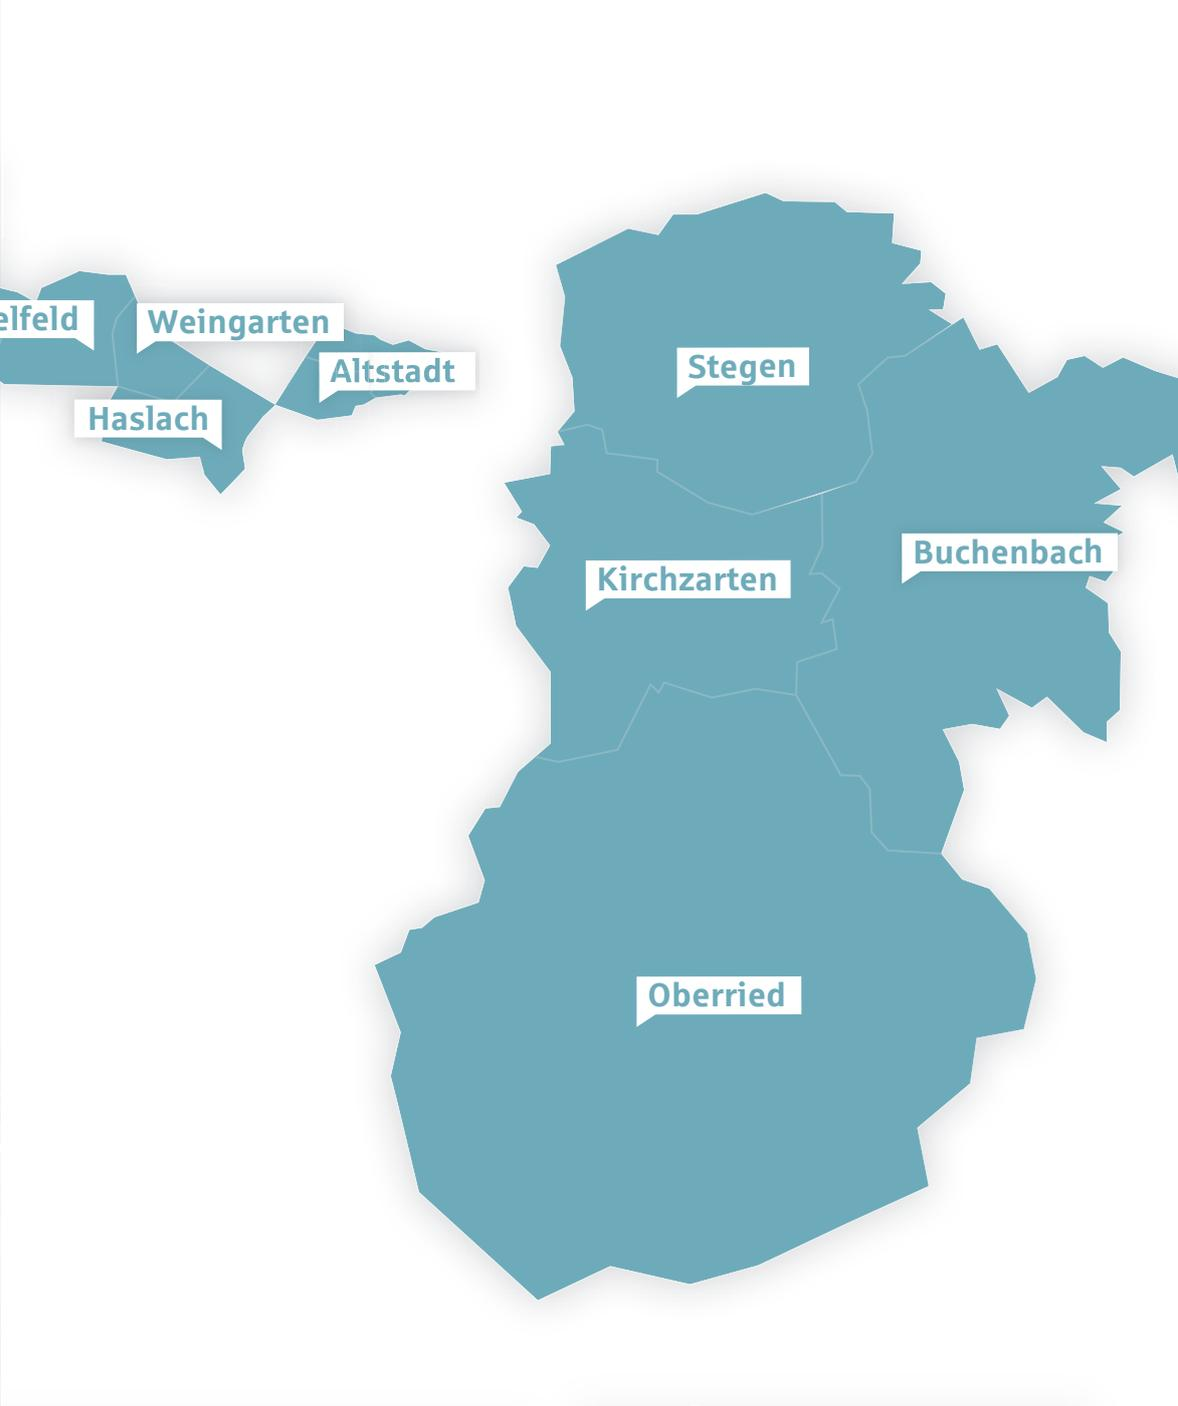 elfeld
Weingarten
Altstadt
Haslach
Stegen
Buchenbach
Kirchzarten
Oberried